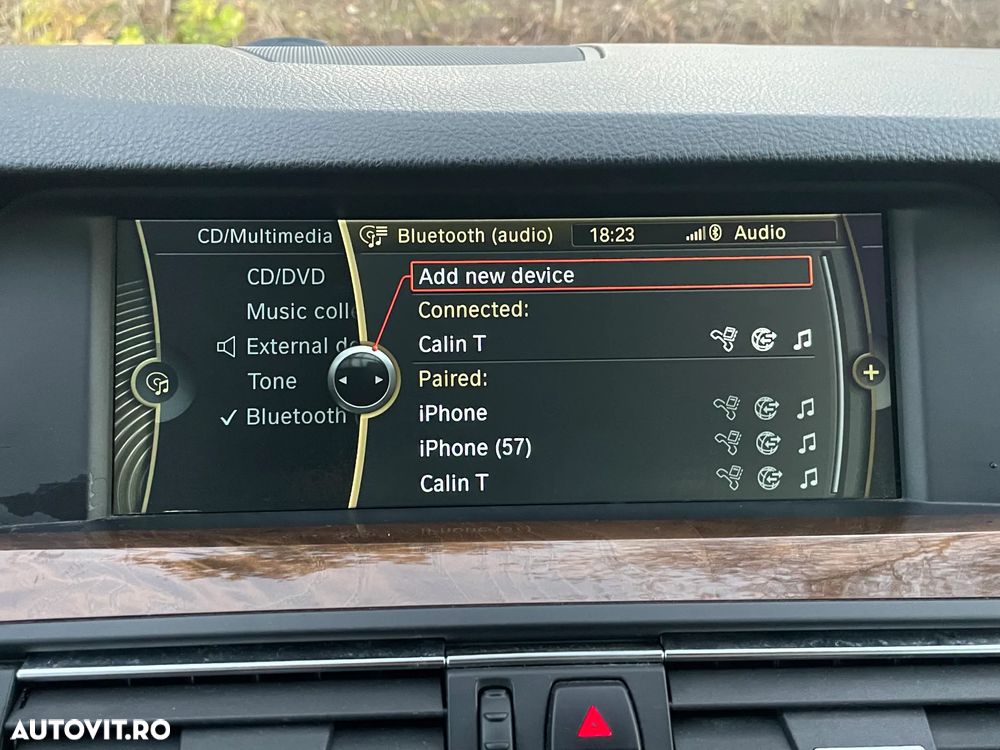 CD/Multimedia
Bluetooth (audio)
18:23
Audio
CD/DVD
Music coll
External de
Tone
Bluetooth
Add new device
Connected:
Calin T
Paired:
iPhone
iPhone (57)
Calin T
AUTOVIT.RO